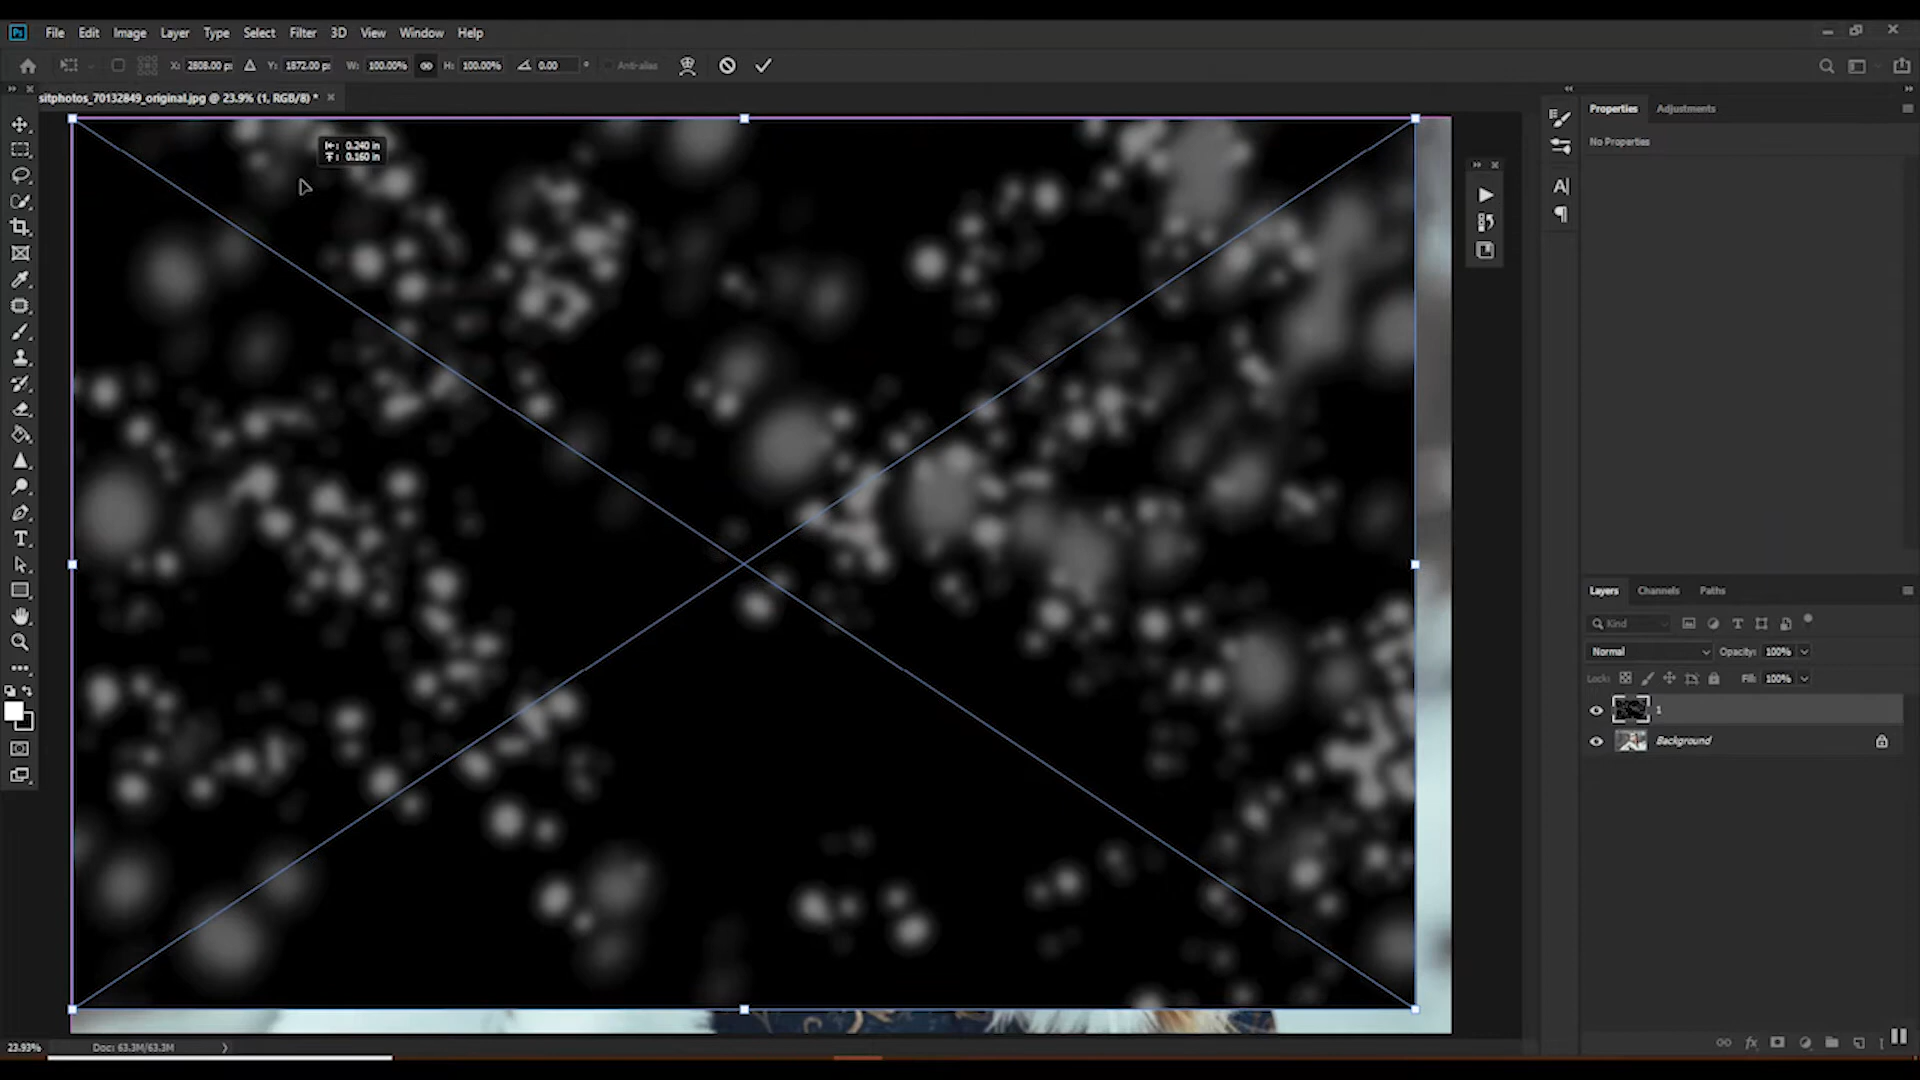 Ps File Edit Image Layer Type Select Filter 3D View Window Help
X: 2808.00 px Y: 1872.00 px W: 100.00% H: 100.00% 0.00 ° Anti-alias
sitphotos_70132849_original.jpg @ 23.9% (1, RGB/8) *
0.240 in
0.160 in
Properties Adjustments
No Properties
Layers Channels Paths
Kind
Normal Opacity: 100%
Lock: Fill: 100%
1
Background
23.93% Doc: 63.3M/63.3M